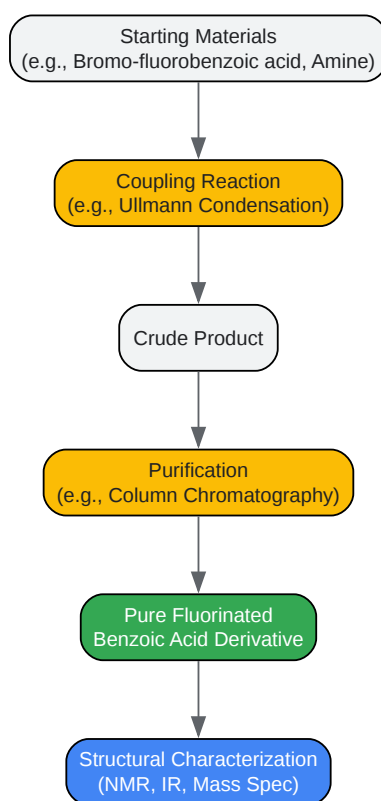 Starting Materials
(e.g., Bromo-fluorobenzoic acid, Amine)
Coupling Reaction
(e.g., Ullmann Condensation)
Crude Product
Purification
(e.g., Column Chromatography)
Pure Fluorinated
Benzoic Acid Derivative
Structural Characterization
(NMR, IR, Mass Spec)